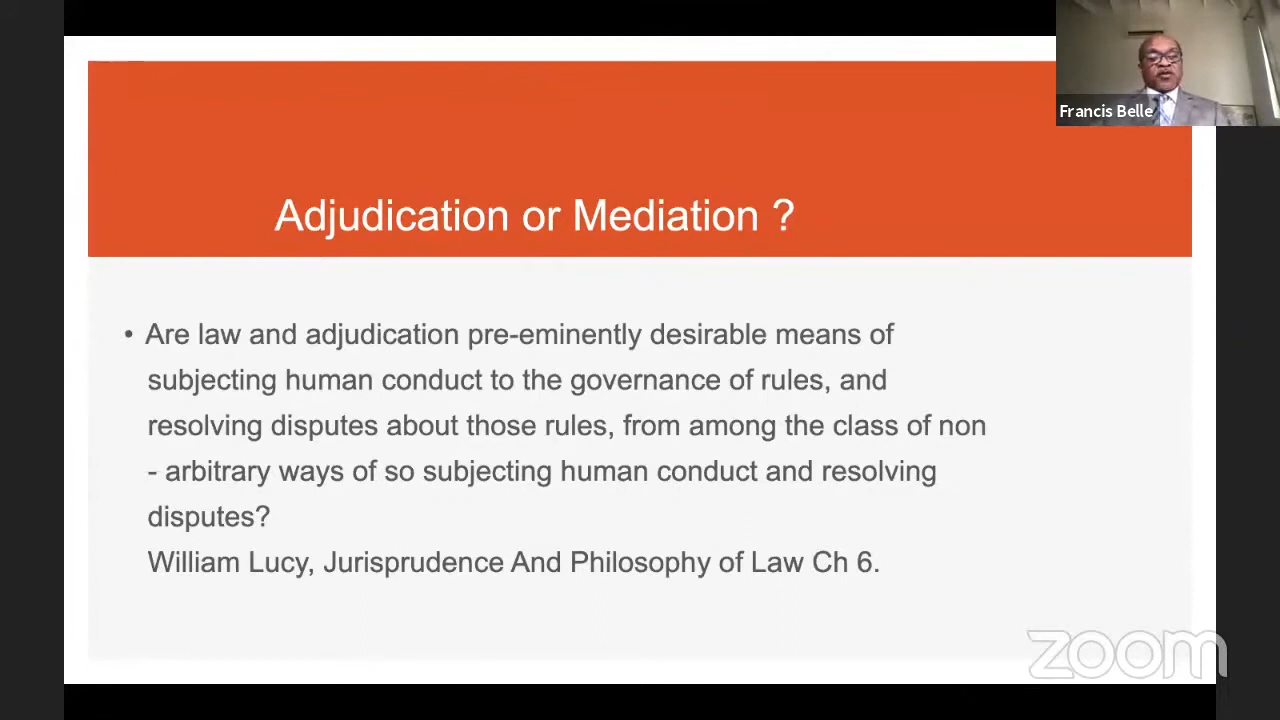 Francis Belle
Adjudication or Mediation ?
• Are law and adjudication pre-eminently desirable means of
subjecting human conduct to the governance of rules, and
resolving disputes about those rules, from among the class of non
- arbitrary ways of so subjecting human conduct and resolving
disputes?
William Lucy, Jurisprudence And Philosophy of Law Ch 6.
zoom